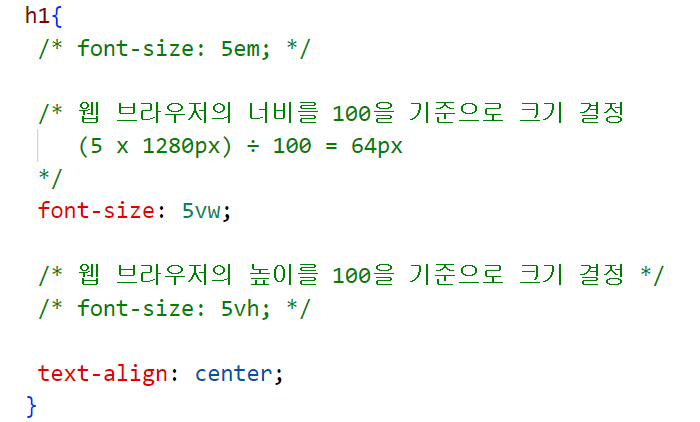 h1{
/* font-size: 5em; */
/* 웹 브라우저의 너비를 100을 기준으로 크기 결정
(5 x 1280px) ÷ 100 = 64px
*/
font-size: 5vw;
/* 웹 브라우저의 높이를 100을 기준으로 크기 결정 */
/* font-size: 5vh; */
text-align: center;
}